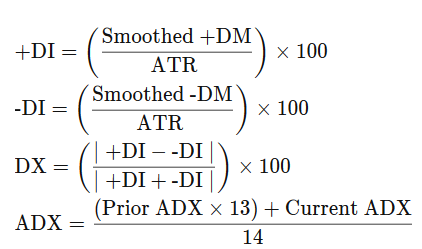 +DI = (Smoothed +DM / ATR) × 100
-DI = (Smoothed -DM / ATR) × 100
DX = (| +DI − -DI | / | +DI + -DI |) × 100
ADX = ((Prior ADX × 13) + Current ADX) / 14